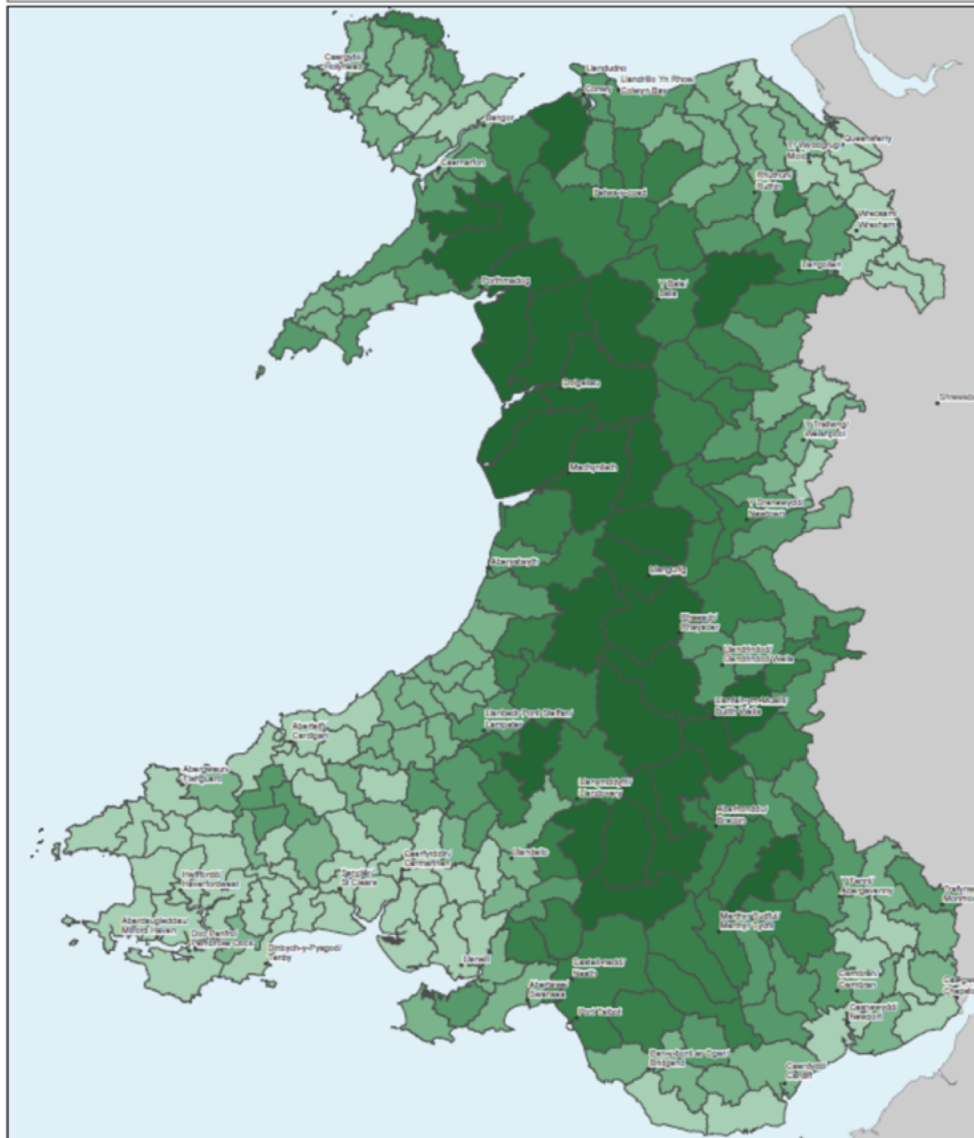 Caergybi/
Holyhead
Llandudno
Llandrillo Yn Rhos/
Colwyn Bay
Conwy
Bangor
Caernarfon
Queensferry
Yr Wyddgrug/
Mold
Rhuthun/
Ruthin
Betws-y-coed
Wrecsam/
Wrexham
Llangollen
Porthmadog
Y Bala/
Bala
Dolgellau
Y Trallwng/
Welshpool
Machynlleth
Y Drenewydd/
Newtown
Aberystwyth
Llangurig
Rhaeadr/
Rhayader
Llandrindod/
Llandrindod Wells
Builth Wells
Llanbedr Pont Steffan/
Lampeter
Aberteifi/
Cardigan
Abergwaun/
Fishguard
Llanymddyfri/
Llandovery
Aberhonddu/
Brecon
Llandeilo
Caerfyrddin/
Carmarthen
Sanclêr/
St Clears
Hwlffordd/
Haverfordwest
Y Fenni/
Abergavenny
Merthyr Tudful/
Merthyr Tydfil
Aberdaugleddau/
Milford Haven
Doc Penfro/
Pembroke Dock
Dinbych-y-Pysgod/
Tenby
Llanelli
Castell-nedd/
Neath
Abertawe/
Swansea
Port Talbot
Cwmbrân/
Cwmbran
Casnewydd/
Newport
Pen-y-bont ar Ogwr/
Bridgend
Caerdydd/
Cardiff